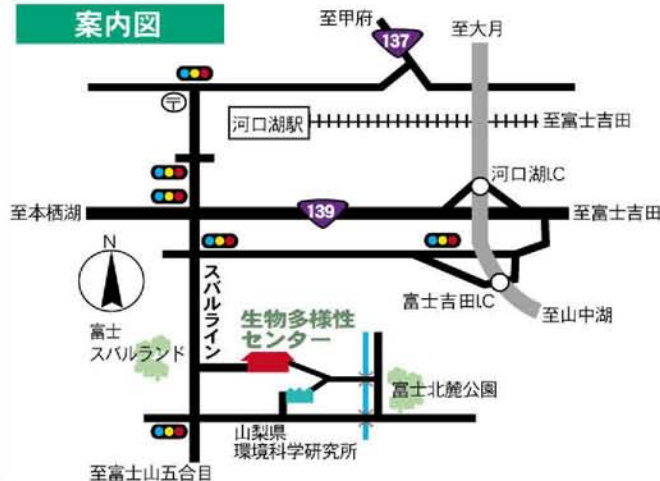 案内図
至甲府
137
至大月
〒
河口湖駅
至富士吉田
河口湖I.C
至本栖湖
139
至富士吉田
N
スバルライン
富士吉田I.C
至山中湖
富士
スバルランド
生物多様性
センター
富士北麓公園
山梨県
環境科学研究所
至富士山五合目